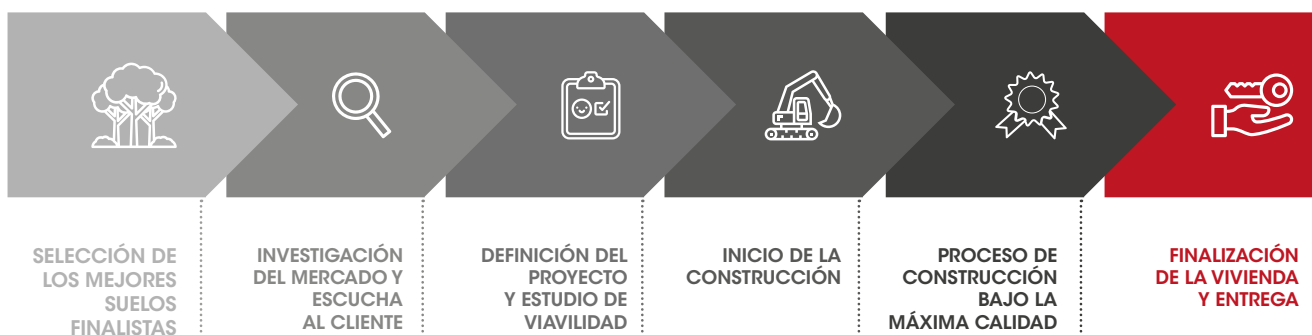 SELECCIÓN DE
LOS MEJORES
SUELOS
FINALISTAS
INVESTIGACIÓN
DEL MERCADO Y
ESCUCHA
AL CLIENTE
DEFINICIÓN DEL
PROYECTO
Y ESTUDIO DE
VIAVILIDAD
INICIO DE LA
CONSTRUCCIÓN
PROCESO DE
CONSTRUCCIÓN
BAJO LA
MÁXIMA CALIDAD
FINALIZACIÓN
DE LA VIVIENDA
Y ENTREGA